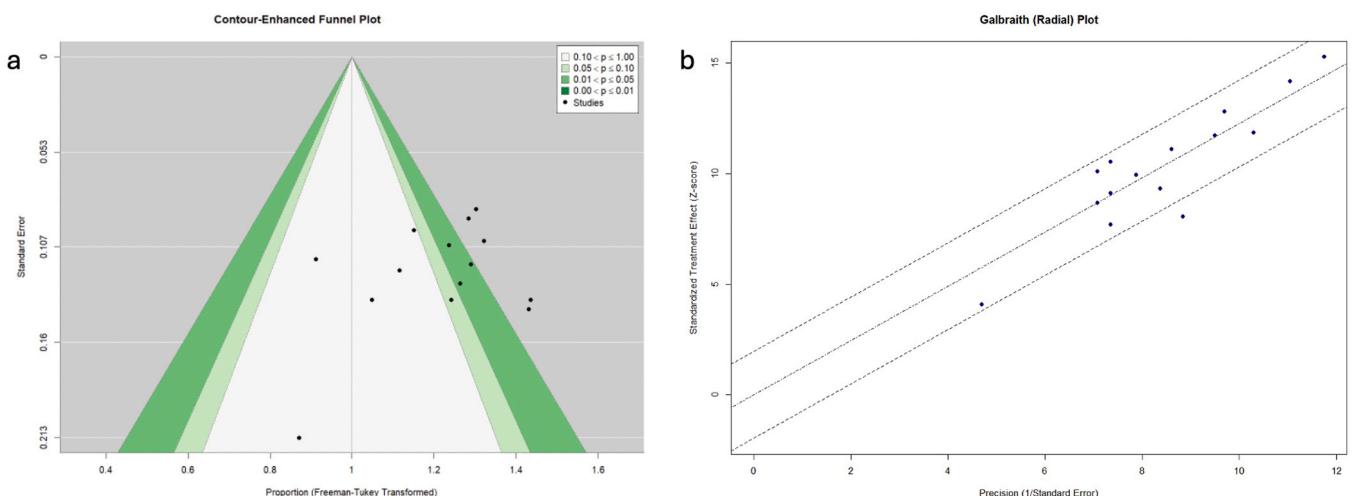 a
Contour-Enhanced Funnel Plot
0.10 < p ≤ 1.00
0.05 < p ≤ 0.10
0.01 < p ≤ 0.05
0.00 < p ≤ 0.01
Studies
Standard Error
0
0.053
0.107
0.16
0.213
0.4
0.6
0.8
1
1.2
1.4
1.6
Proportion (Freeman-Tukey Transformed)
b
Galbraith (Radial) Plot
Standardized Treatment Effect (Z-score)
15
10
5
0
0
2
4
6
8
10
12
Precision (1/Standard Error)